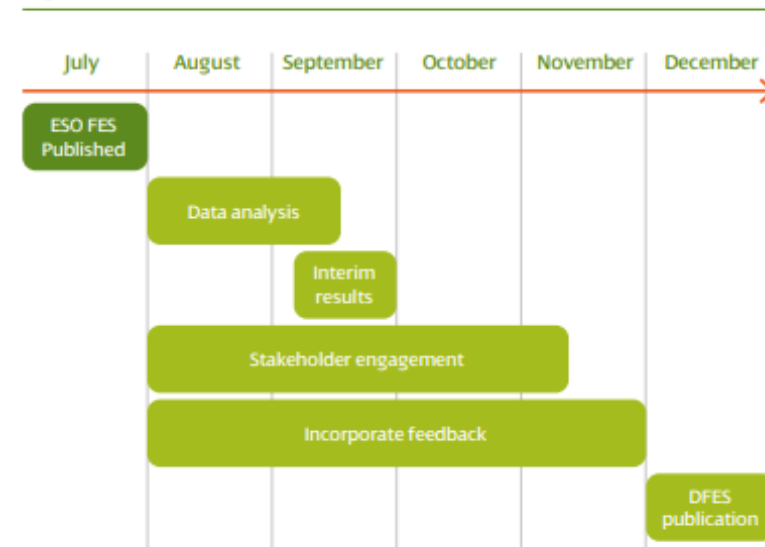 July August September October November December
ESO FES
Published
Data analysis
Interim
results
Stakeholder engagement
Incorporate feedback
DFES
publication